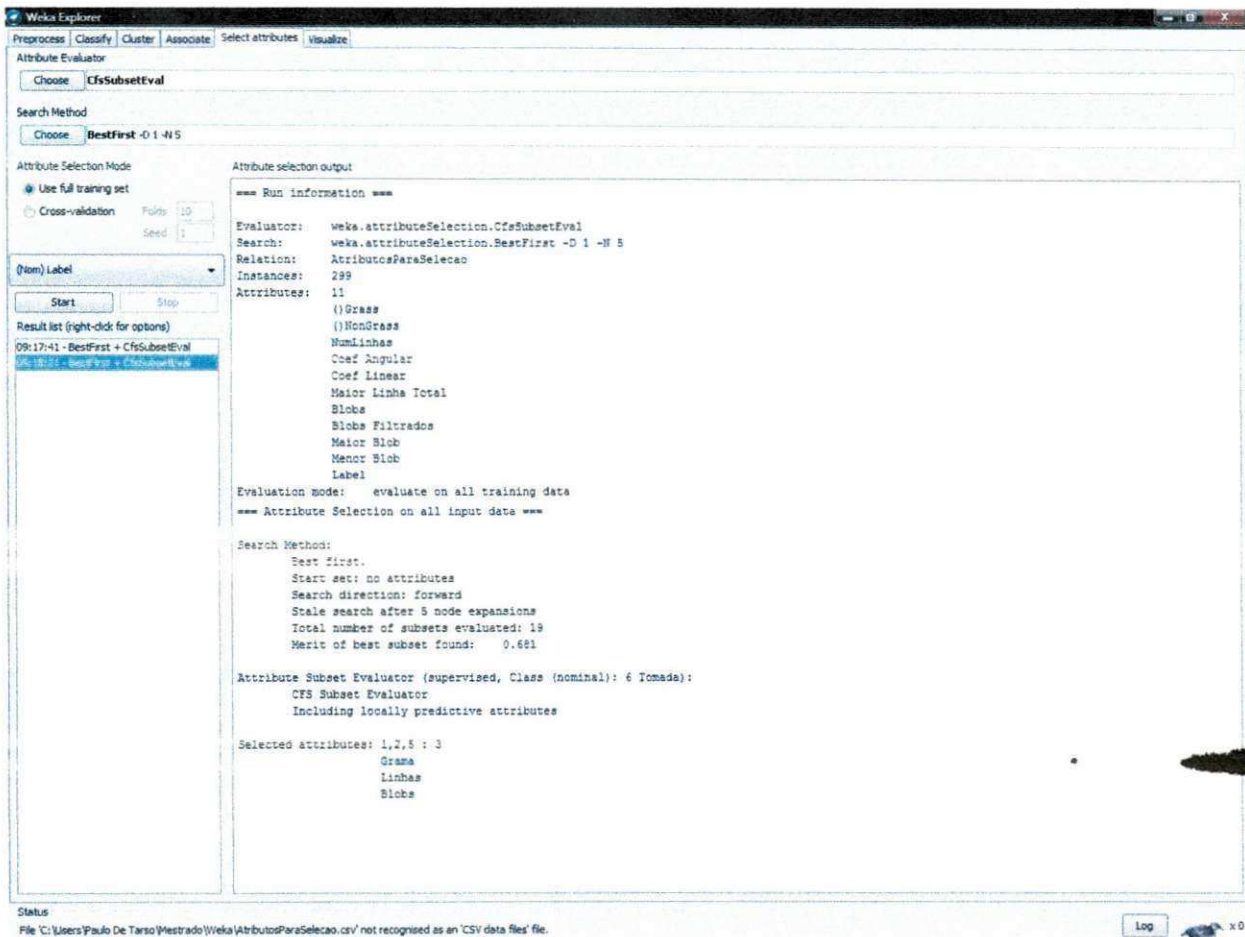 Weka Explorer
Preprocess Classify Cluster Associate Select attributes Visualize
Attribute Evaluator
Choose CfsSubsetEval
Search Method
Choose BestFirst -D 1 -N 5
Attribute Selection Mode
Use full training set
Cross-validation Folds 10
Seed 1
(Nom) Label
Start Stop
Result list (right-click for options)
09:17:41 - BestFirst + CfsSubsetEval
BestFirst + CfsSubsetEval
Attribute selection output
=== Run information ===
Evaluator: weka.attributeSelection.CfsSubsetEval
Search: weka.attributeSelection.BestFirst -D 1 -N 5
Relation: AtributosParaSelecao
Instances: 299
Attributes: 11
()Grass
()NonGrass
NumLinhas
Coef Angular
Coef Linear
Maior Linha Total
Blobs
Blobs Filtrados
Maior Blob
Menor Blob
Label
Evaluation mode: evaluate on all training data
=== Attribute Selection on all input data ===
Search Method:
Best first.
Start set: no attributes
Search direction: forward
Stale search after 5 node expansions
Total number of subsets evaluated: 19
Merit of best subset found: 0.681
Attribute Subset Evaluator (supervised, Class (nominal): 6 Tomada):
CFS Subset Evaluator
Including locally predictive attributes
Selected attributes: 1,2,5 : 3
Grama
Linhas
Blobs
Status
File 'C:\Users\Paulo De Tarso\Mestrado\Weka\AtributosParaSelecao.csv' not recognised as an 'CSV data files' file.
Log x 0